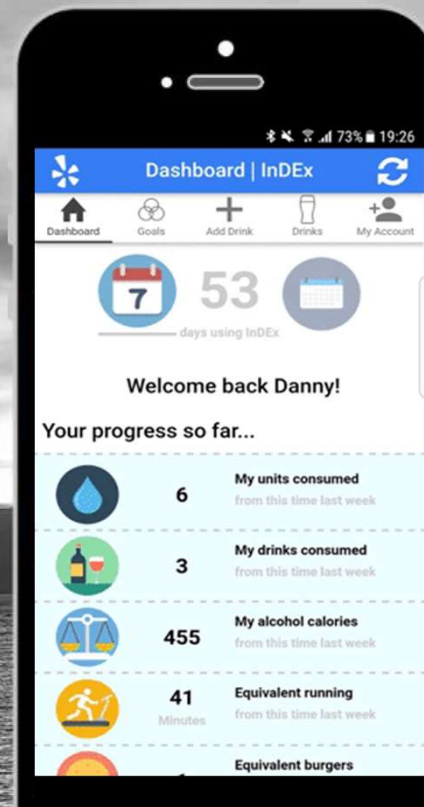 73% 19:26
Dashboard | InDEx
Dashboard Goals Add Drink Drinks My Account
7
53
days using InDEx
Welcome back Danny!
Your progress so far...
My units consumed
6
from this time last week
My drinks consumed
3
from this time last week
My alcohol calories
455
from this time last week
41 Equivalent running
Minutes from this time last week
Equivalent burgers